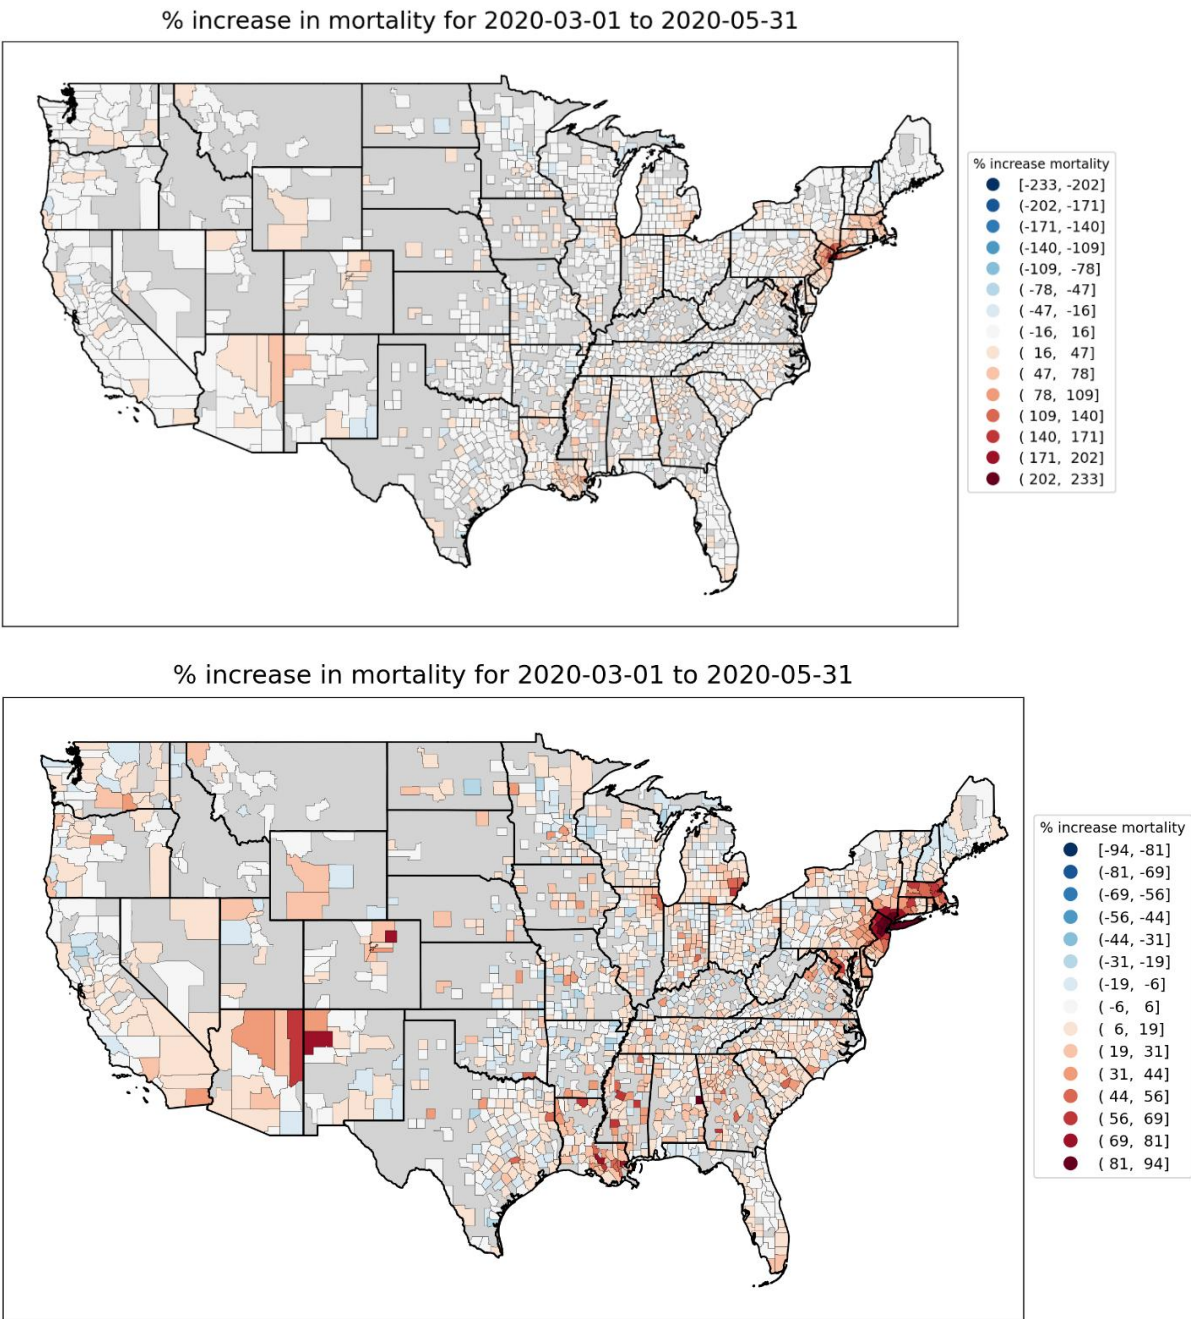 % increase in mortality for 2020-03-01 to 2020-05-31
% increase mortality
[-233, -202]
(-202, -171]
(-171, -140]
(-140, -109]
(-109, -78]
( -78, -47]
( -47, -16]
( -16, 16]
( 16, 47]
( 47, 78]
( 78, 109]
( 109, 140]
( 140, 171]
( 171, 202]
( 202, 233]
% increase in mortality for 2020-03-01 to 2020-05-31
% increase mortality
[-94, -81]
(-81, -69]
(-69, -56]
(-56, -44]
(-44, -31]
(-31, -19]
(-19, -6]
( -6, 6]
( 6, 19]
( 19, 31]
( 31, 44]
( 44, 56]
( 56, 69]
( 69, 81]
( 81, 94]